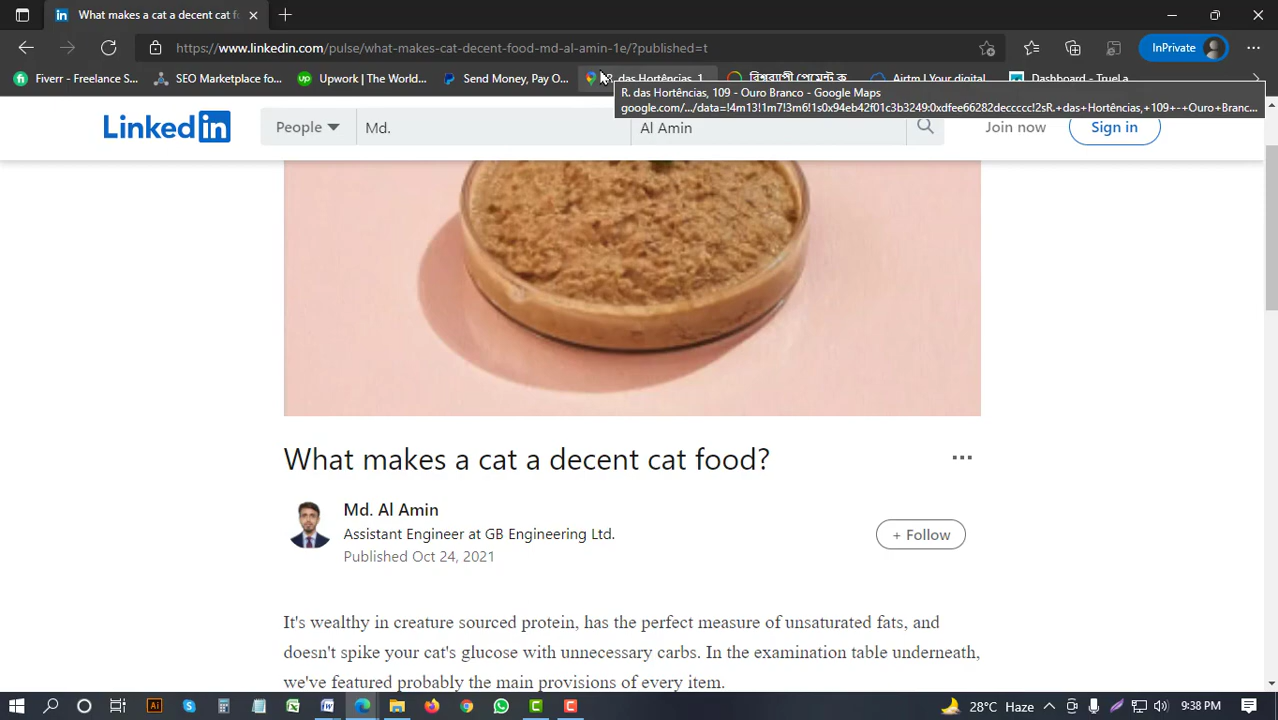 What makes a cat a decent cat fo
https://www.linkedin.com/pulse/what-makes-cat-decent-food-md-al-amin-1e/?published=t
InPrivate
Fiverr - Freelance S...
SEO Marketplace fo...
Upwork | The World...
Send Money, Pay O...
R. das Hortências, 1...
বিশ্বব্যাপী পেমেন্ট ক...
Airtm | Your digital...
Dashboard - TrueLa...
R. das Hortências, 109 - Ouro Branco - Google Maps
google.com/.../data=!4m13!1m7!3m6!1s0x94eb42f01c3b3249:0xdfee66282deccccc!2sR.+das+Hortências,+109+-+Ouro+Branc...
Linkedin
People
Md.
Al Amin
Join now
Sign in
What makes a cat a decent cat food?
Md. Al Amin
Assistant Engineer at GB Engineering Ltd.
Published Oct 24, 2021
+ Follow
It's wealthy in creature sourced protein, has the perfect measure of unsaturated fats, and
doesn't spike your cat's glucose with unnecessary carbs. In the examination table underneath,
we've featured probably the main provisions of every item.
28°C Haze
9:38 PM